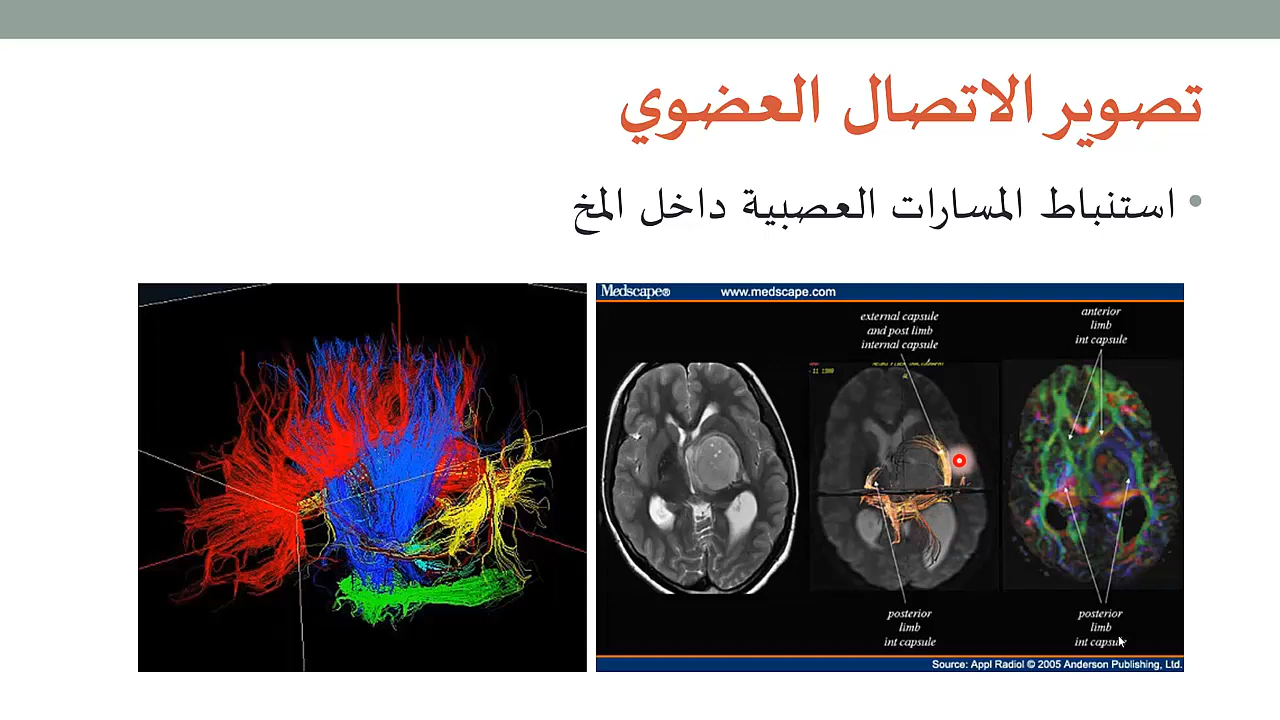 تصوير الاتصال العضوي
• استنباط المسارات العصبية داخل المخ
Medscape® www.medscape.com
external capsule
and post limb
internal capsule
anterior
limb
int capsule
posterior
limb
int capsule
posterior
limb
int capsule
Source: Appl Radiol © 2005 Anderson Publishing, Ltd.